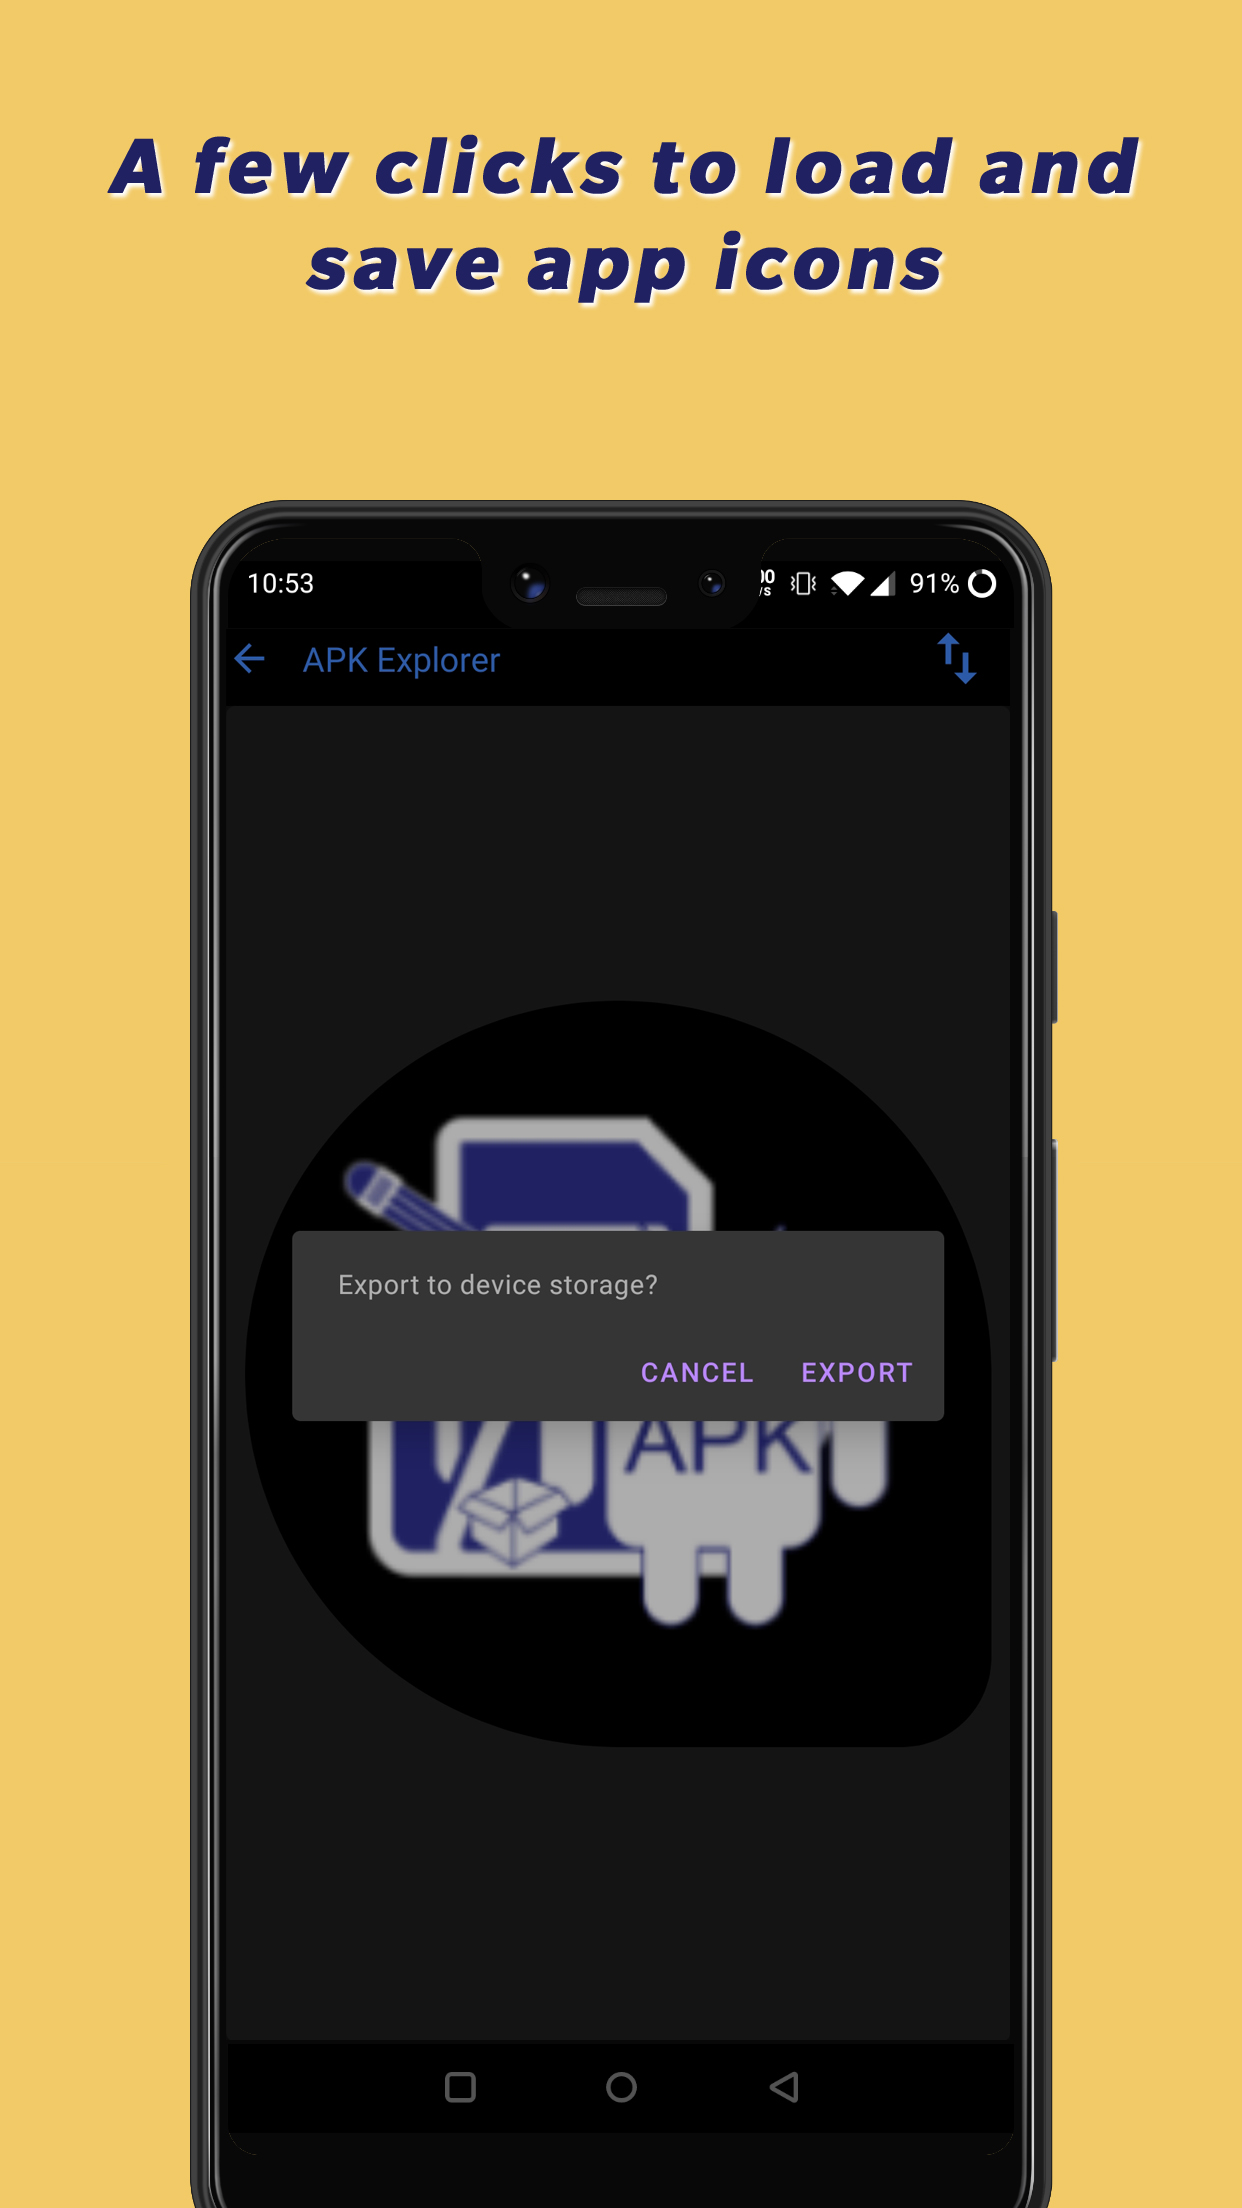 A few clicks to load and
save app icons
10:53
91%
APK Explorer
Export to device storage?
CANCEL EXPORT
APK